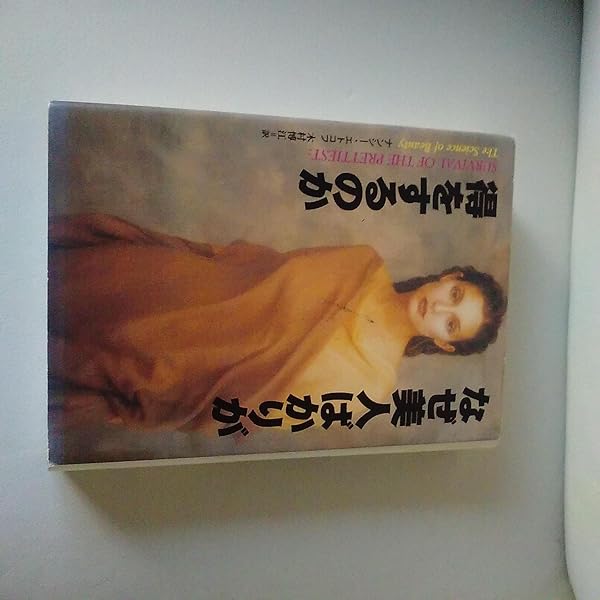 なぜ美人ばかりが
得をするのか
SURVIVAL OF THE PRETTIEST:
The Science of Beauty
ナンシー・エトコフ 木村博江=訳